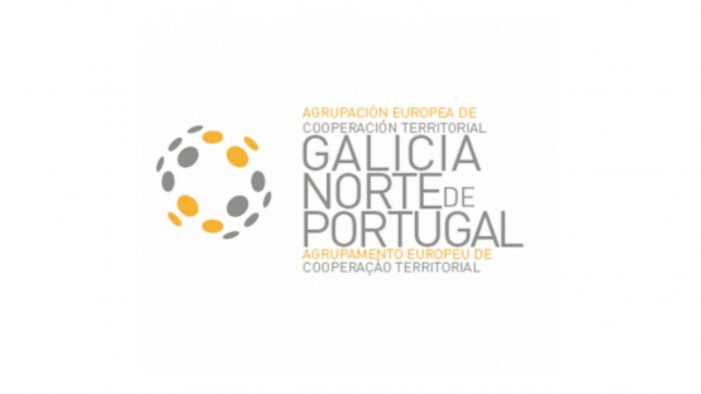 AGRUPACIÓN EUROPEA DE
COOPERACIÓN TERRITORIAL
GALICIA
NORTE DE
PORTUGAL
AGRUPAMENTO EUROPEU DE
COOPERAÇÃO TERRITORIAL